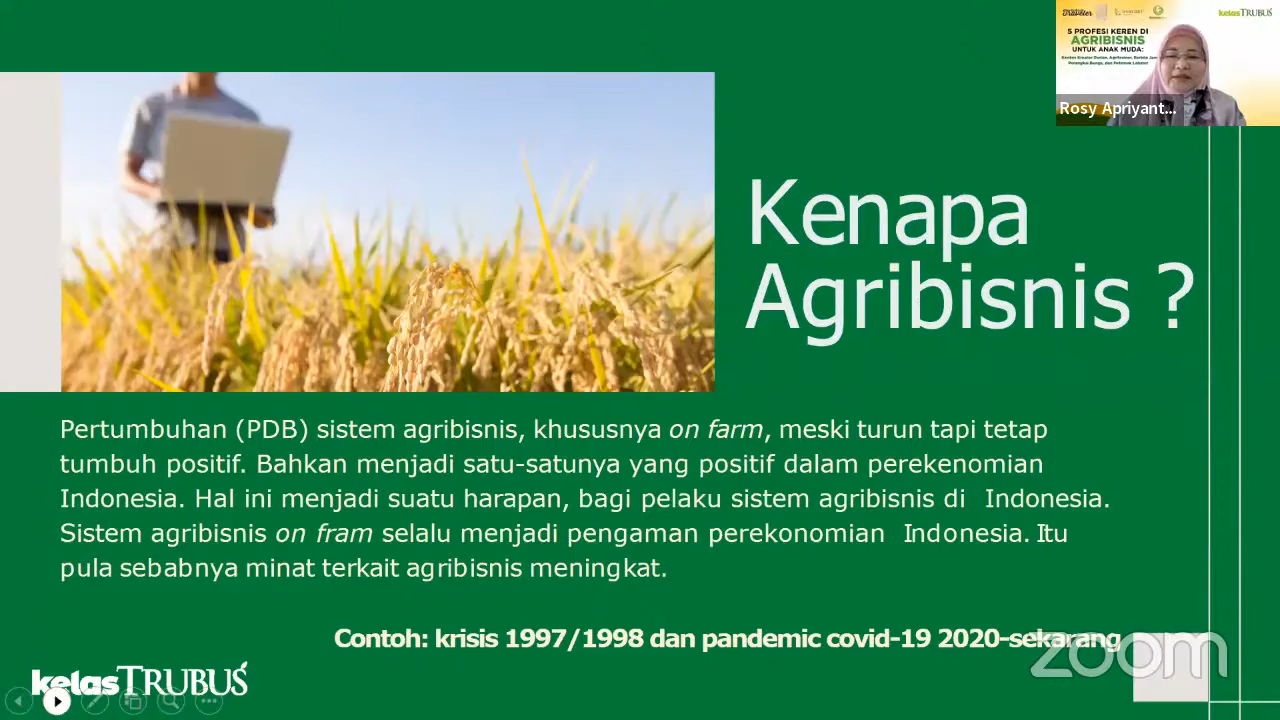 5 PROFESI KEREN DI
AGRIBISNIS
UNTUK ANAK MUDA:
kelasTRUBUS
Rosy Apriyant...
Kenapa
Agribisnis ?
Pertumbuhan (PDB) sistem agribisnis, khususnya on farm, meski turun tapi tetap
tumbuh positif. Bahkan menjadi satu-satunya yang positif dalam perekenomian
Indonesia. Hal ini menjadi suatu harapan, bagi pelaku sistem agribisnis di Indonesia.
Sistem agribisnis on fram selalu menjadi pengaman perekonomian Indonesia. Itu
pula sebabnya minat terkait agribisnis meningkat.
Contoh: krisis 1997/1998 dan pandemic covid-19 2020-sekarang
zoom
kelasTRUBUS